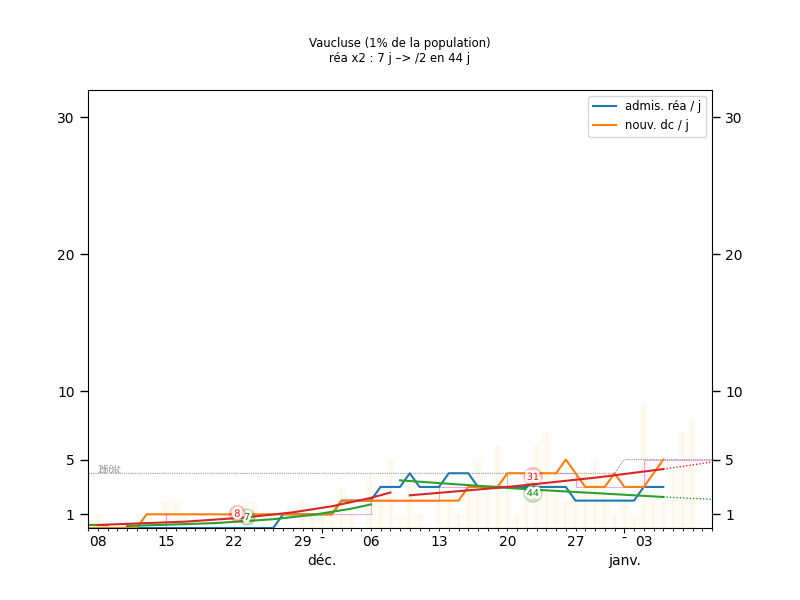 Vaucluse (1% de la population)
réa x2 : 7 j –> /2 en 44 j
admis. réa / j
nouv. dc / j
30 30
20 20
10 10
5 5
1 1
31
44
8 7
08 15 22 29 - 06 13 20 27 - 03
déc. janv.